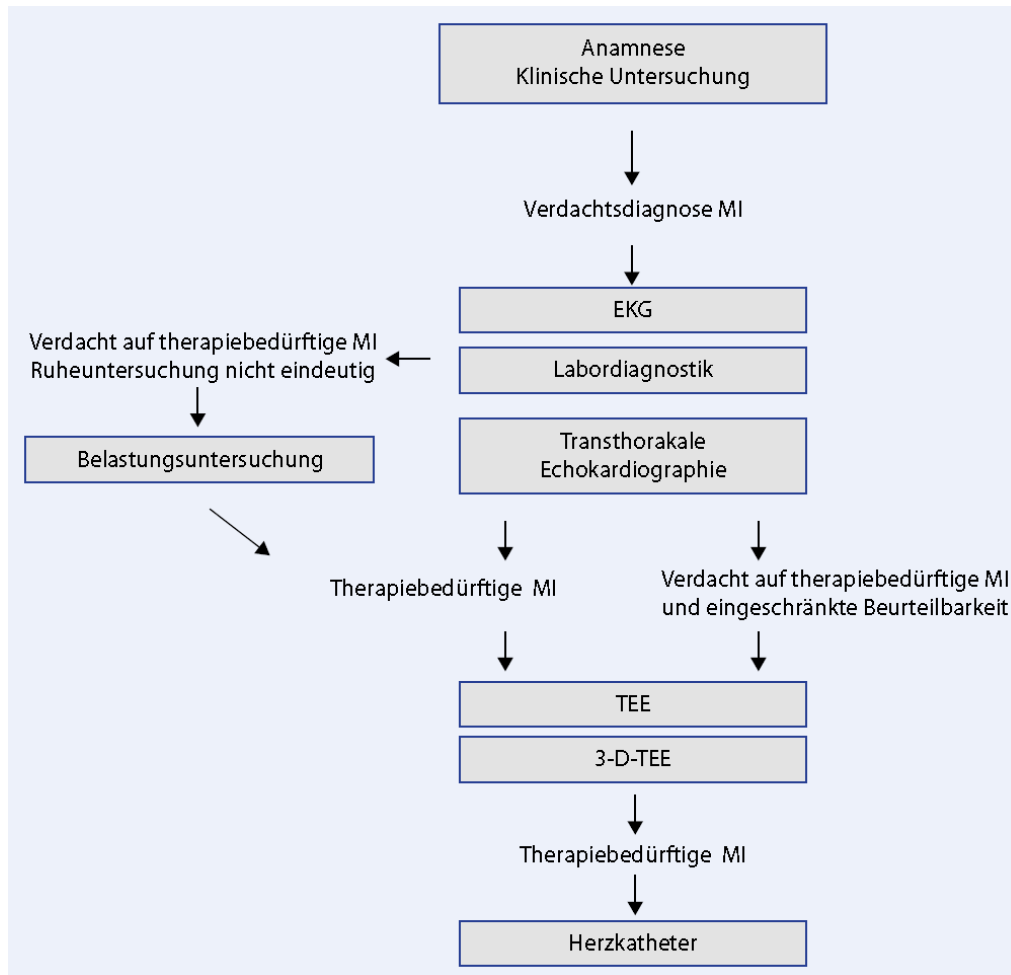 Anamnese
Klinische Untersuchung
Verdachtsdiagnose MI
EKG
Verdacht auf therapiebedürftige MI
Ruheuntersuchung nicht eindeutig
Labordiagnostik
Belastungsuntersuchung
Transthorakale
Echokardiographie
Therapiebedürftige MI
Verdacht auf therapiebedürftige MI
und eingeschränkte Beurteilbarkeit
TEE
3-D-TEE
Therapiebedürftige MI
Herzkatheter